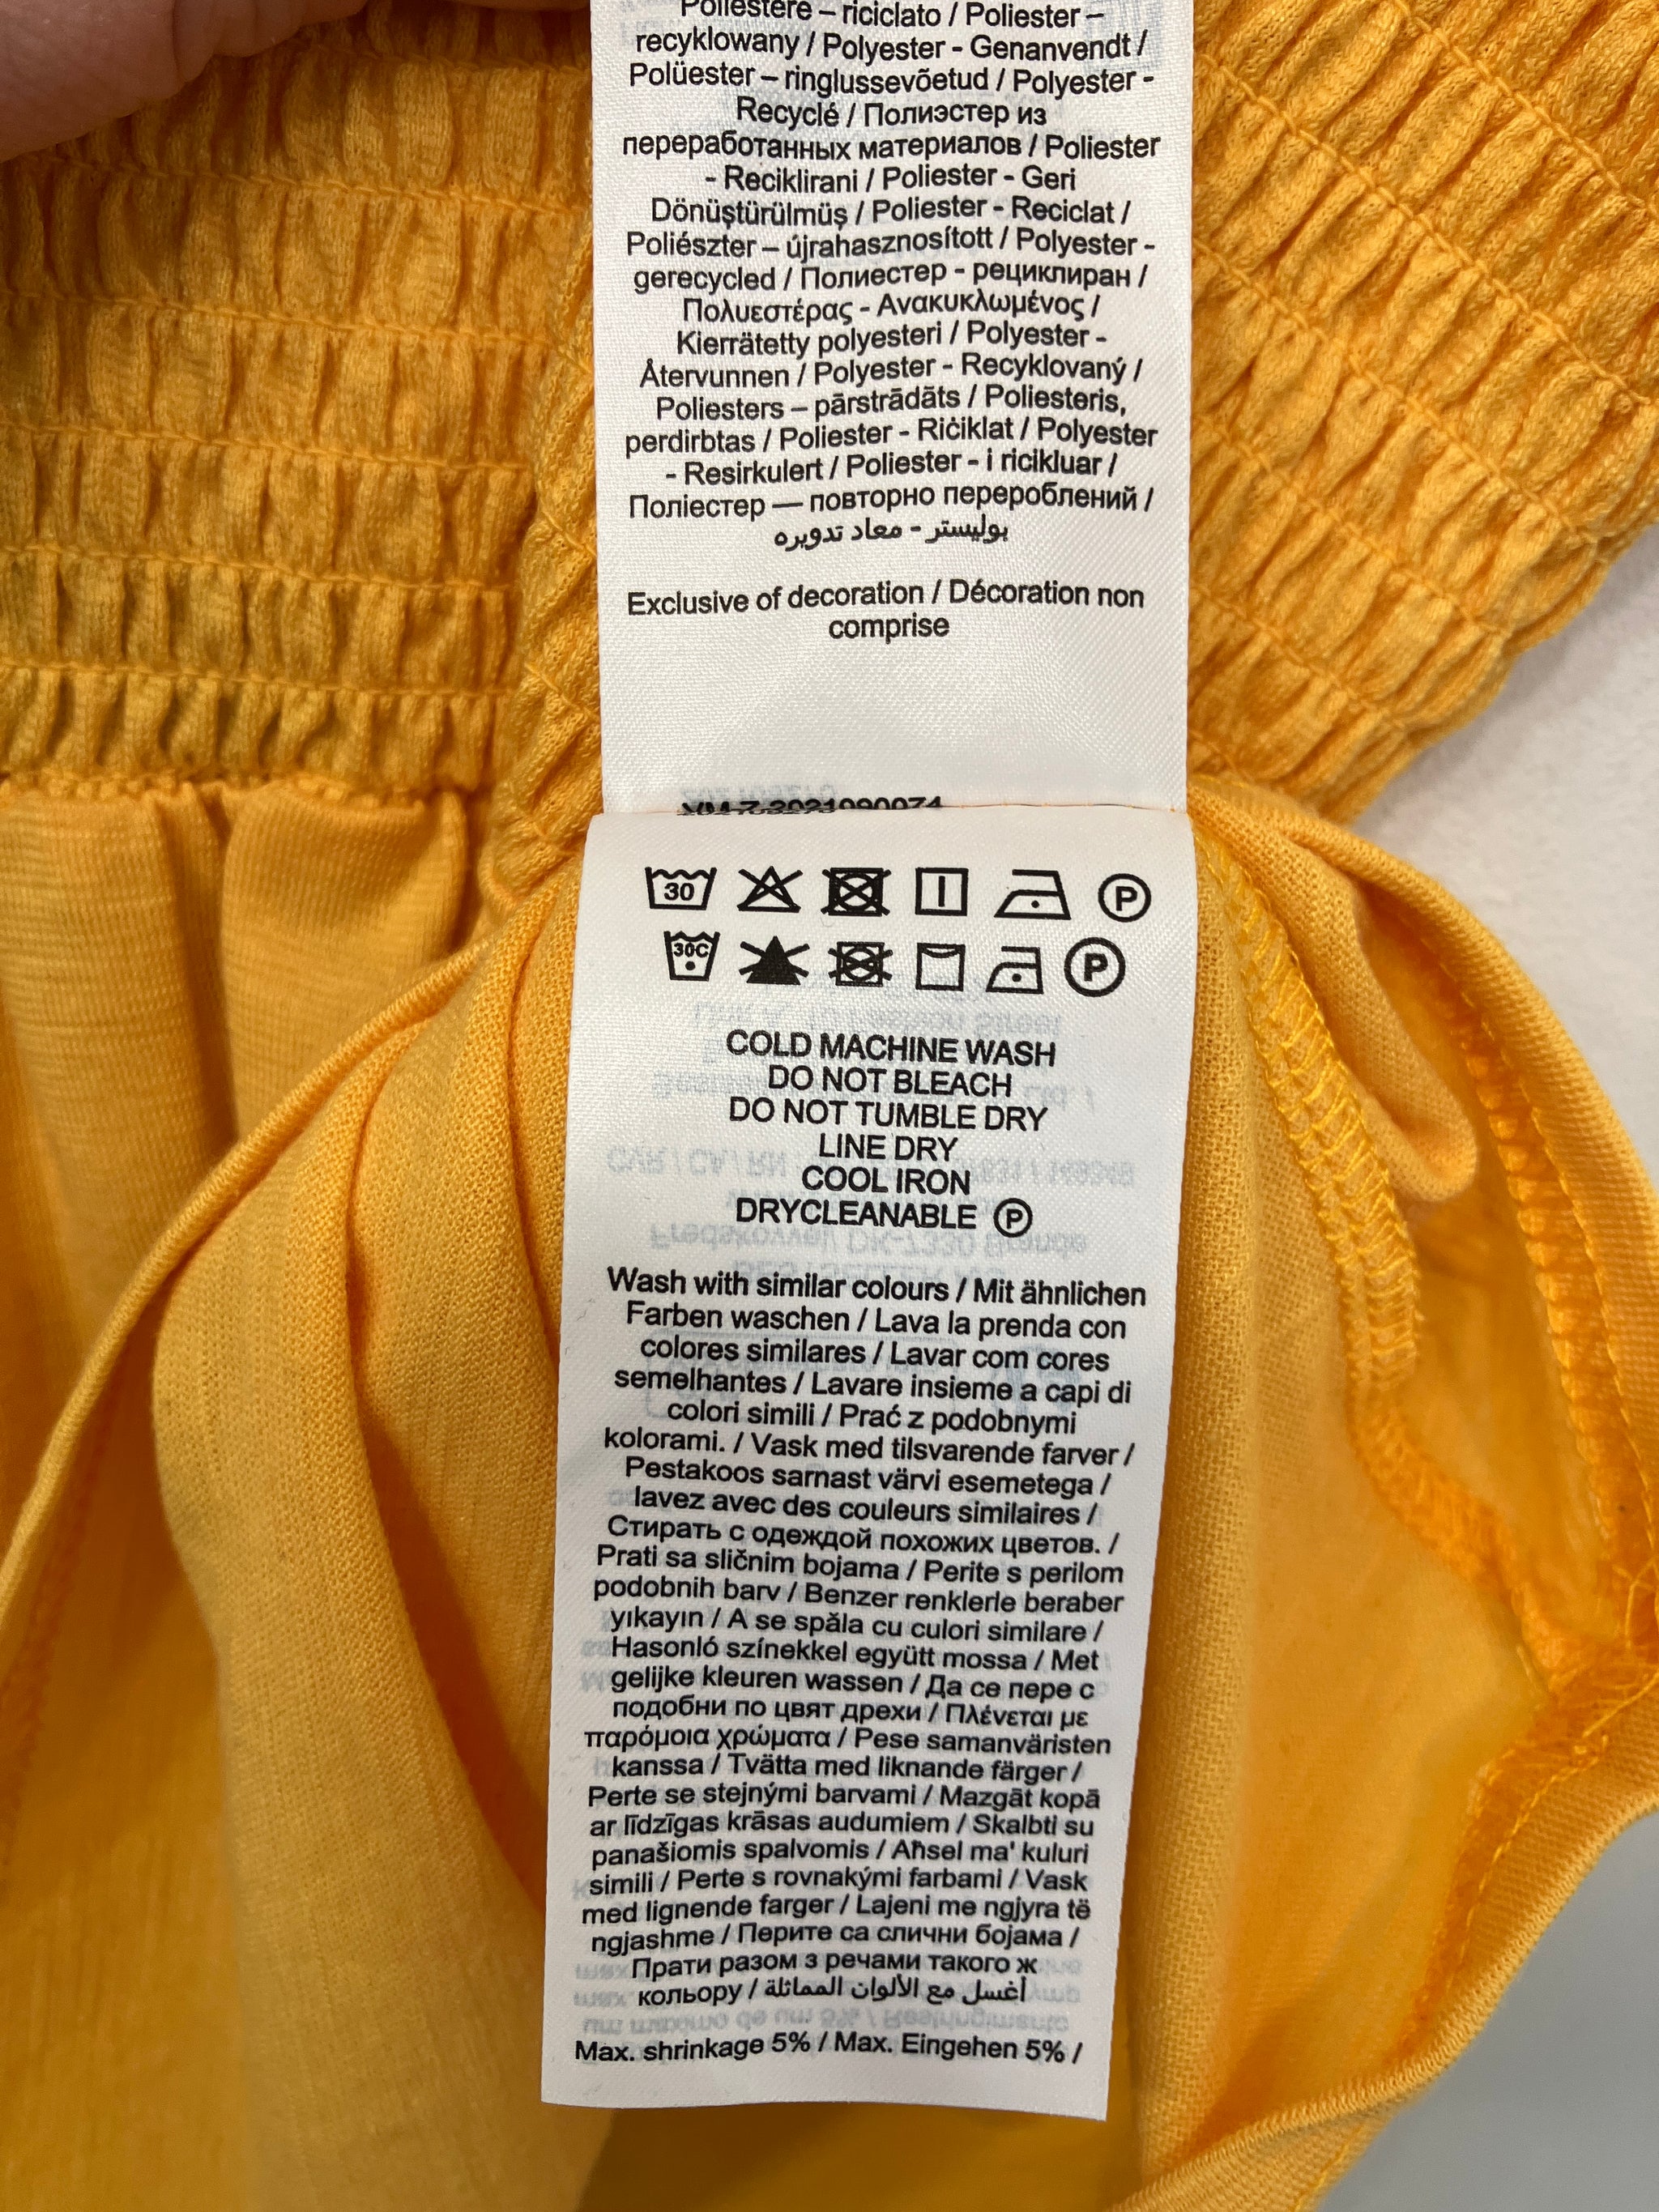 Poliestere – riciclato / Poliester –
recyklowany / Polyester - Genanvendt /
Polüester – ringlussevõetud / Polyester -
Recyclé / Полиэстер из
переработанных материалов / Poliester
- Reciklirani / Poliester - Geri
Dönüştürülmüş / Poliester - Reciclat /
Poliészter – újrahasznosított / Polyester -
gerecycled / Полиестер - рециклиран /
Πολυεστέρας - Ανακυκλωμένος /
Kierrätetty polyesteri / Polyester -
Återvunnen / Polyester - Recyklovaný /
Poliesters – pārstrādāts / Poliesteris,
perdirbtas / Poliester - Riċiklat / Polyester
- Resirkulert / Poliester - i ricikluar /
Поліестер — повторно перероблений /
بوليستر - معاد تدويره
Exclusive of decoration / Décoration non
comprise
30
P
30C
P
COLD MACHINE WASH
DO NOT BLEACH
DO NOT TUMBLE DRY
LINE DRY
COOL IRON
DRYCLEANABLE P
Wash with similar colours / Mit ähnlichen
Farben waschen / Lava la prenda con
colores similares / Lavar com cores
semelhantes / Lavare insieme a capi di
colori simili / Prać z podobnymi
kolorami. / Vask med tilsvarende farver /
Pestakoos sarnast värvi esemetega /
lavez avec des couleurs similaires /
Стирать с одеждой похожих цветов. /
Prati sa sličnim bojama / Perite s perilom
podobnih barv / Benzer renklerle beraber
yıkayın / A se spăla cu culori similare /
Hasonló színekkel együtt mossa / Met
gelijke kleuren wassen / Да се пере с
подобни по цвят дрехи / Πλένεται με
παρόμοια χρώματα / Pese samanväristen
kanssa / Tvätta med liknande färger /
Perte se stejnými barvami / Mazgāt kopā
ar līdzīgas krāsas audumiem / Skalbti su
panašiomis spalvomis / Aħsel ma' kuluri
simili / Perte s rovnakými farbami / Vask
med lignende farger / Lajeni me ngjyra të
ngjashme / Перите са слични бојама /
Прати разом з речами такого ж
кольору / أغسل مع الألوان المماثلة
Max. shrinkage 5% / Max. Eingehen 5% /